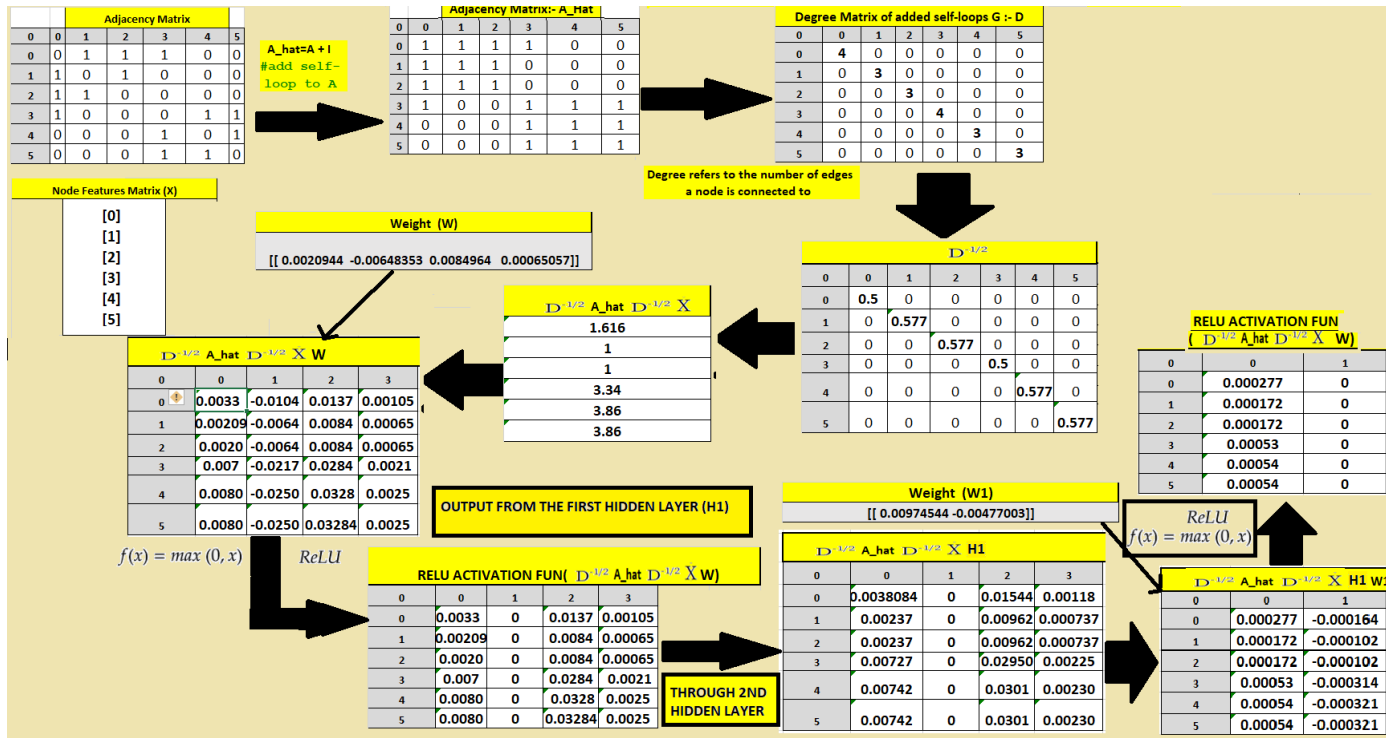 Adjacency Matrix
0 0 1 2 3 4 5
0 0 1 1 1 0 0
1 1 0 1 0 0 0
2 1 1 0 0 0 0
3 1 0 0 0 1 1
4 0 0 0 1 0 1
5 0 0 0 1 1 0
A_hat=A + I
#add self-
loop to A
Adjacency Matrix:- A_Hat
0 0 1 2 3 4 5
0 1 1 1 1 0 0
1 1 1 1 0 0 0
2 1 1 1 0 0 0
3 1 0 0 1 1 1
4 0 0 0 1 1 1
5 0 0 0 1 1 1
Degree Matrix of added self-loops G :- D
0 0 1 2 3 4 5
0 4 0 0 0 0 0
1 0 3 0 0 0 0
2 0 0 3 0 0 0
3 0 0 0 4 0 0
4 0 0 0 0 3 0
5 0 0 0 0 0 3
Degree refers to the number of edges
a node is connected to
Node Features Matrix (X)
[0]
[1]
[2]
[3]
[4]
[5]
Weight (W)
[[ 0.0020944 -0.00648353 0.0084964 0.00065057]]
D-1/2
0 0 1 2 3 4 5
0 0.5 0 0 0 0 0
1 0 0.577 0 0 0 0
2 0 0 0.577 0 0 0
3 0 0 0 0.5 0 0
4 0 0 0 0 0.577 0
5 0 0 0 0 0 0.577
D-1/2 A_hat D-1/2 X
1.616
1
1
3.34
3.86
3.86
D-1/2 A_hat D-1/2 X W
0 0 1 2 3
0 0.0033 -0.0104 0.0137 0.00105
1 0.00209 -0.0064 0.0084 0.00065
2 0.0020 -0.0064 0.0084 0.00065
3 0.007 -0.0217 0.0284 0.0021
4 0.0080 -0.0250 0.0328 0.0025
5 0.0080 -0.0250 0.03284 0.0025
f(x) = max (0, x) ReLU
OUTPUT FROM THE FIRST HIDDEN LAYER (H1)
RELU ACTIVATION FUN( D-1/2 A_hat D-1/2 X W)
0 0 1 2 3
0 0.0033 0 0.0137 0.00105
1 0.00209 0 0.0084 0.00065
2 0.0020 0 0.0084 0.00065
3 0.007 0 0.0284 0.0021
4 0.0080 0 0.0328 0.0025
5 0.0080 0 0.03284 0.0025
THROUGH 2ND
HIDDEN LAYER
Weight (W1)
[[ 0.00974544 -0.00477003]]
D-1/2 A_hat D-1/2 X H1
0 0 1 2 3
0 0.0038084 0 0.01544 0.00118
1 0.00237 0 0.00962 0.000737
2 0.00237 0 0.00962 0.000737
3 0.00727 0 0.02950 0.00225
4 0.00742 0 0.0301 0.00230
5 0.00742 0 0.0301 0.00230
D-1/2 A_hat D-1/2 X H1 W1
0 0 1
0 0.000277 -0.000164
1 0.000172 -0.000102
2 0.000172 -0.000102
3 0.00053 -0.000314
4 0.00054 -0.000321
5 0.00054 -0.000321
ReLU
f(x) = max (0, x)
RELU ACTIVATION FUN
( D-1/2 A_hat D-1/2 X W)
0 0 1
0 0.000277 0
1 0.000172 0
2 0.000172 0
3 0.00053 0
4 0.00054 0
5 0.00054 0